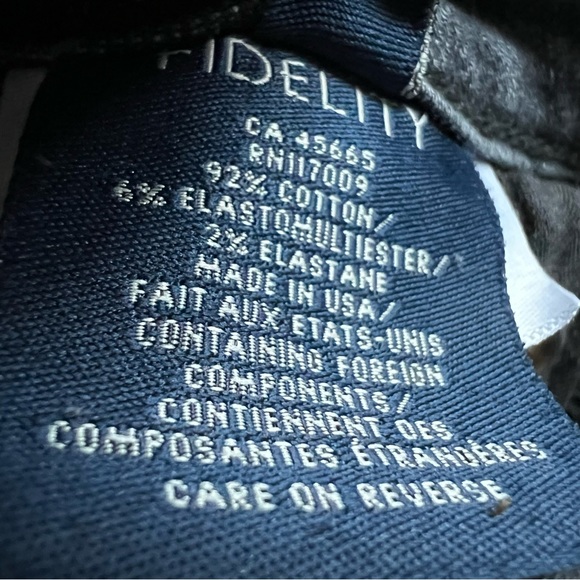 FIDELITY
CA 45665
RN117009
92% COTTON/
6% ELASTOMULTIESTER/
2% ELASTANE
MADE IN USA/
FAIT AUX ETATS-UNIS
CONTAINING FOREIGN
COMPONENTS/
CONTIENNENT DES
COMPOSANTES ÉTRANGÈRES
CARE ON REVERSE